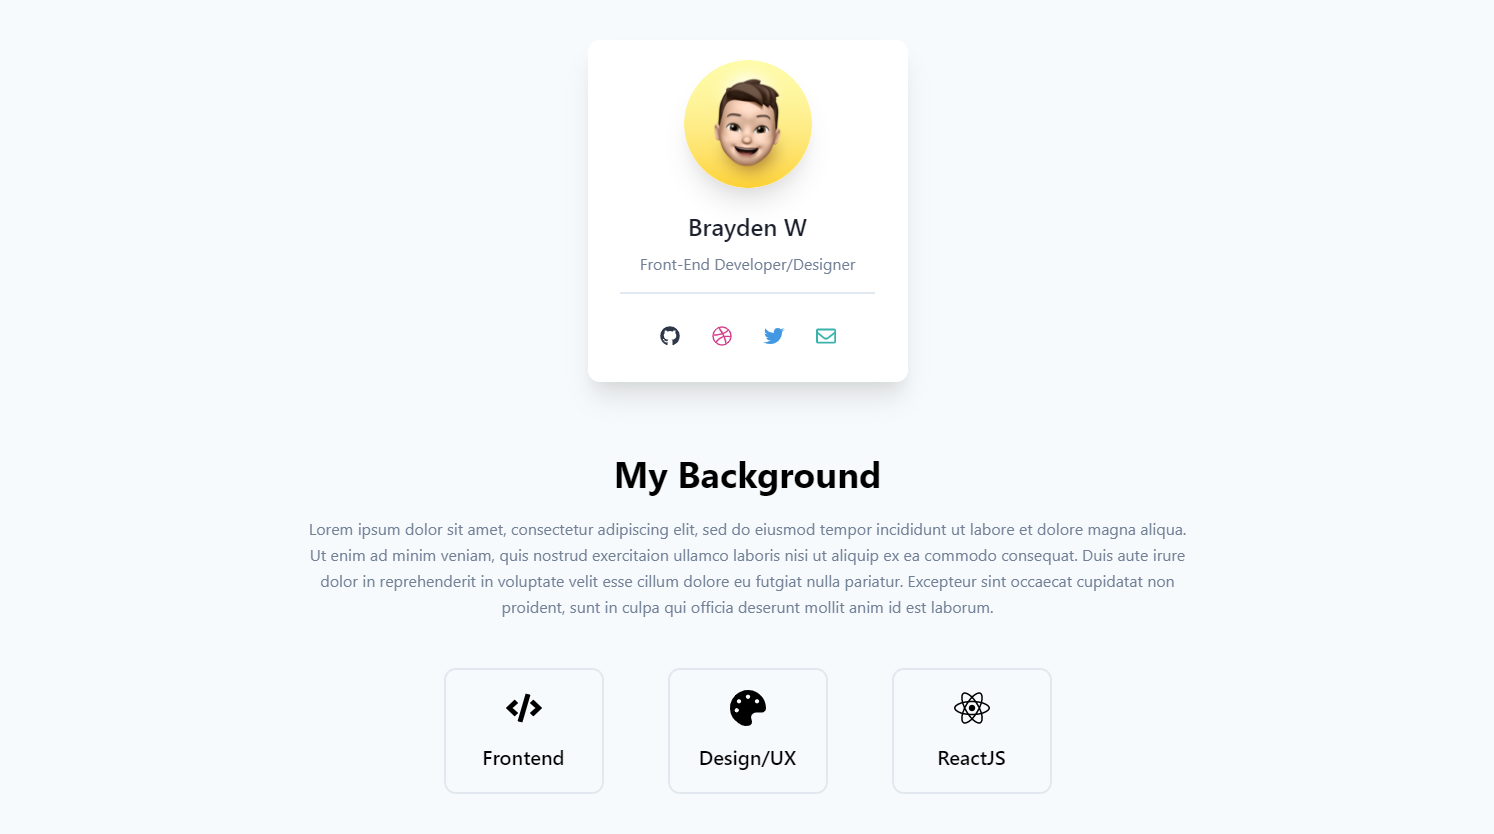 Brayden W
Front-End Developer/Designer
My Background
Lorem ipsum dolor sit amet, consectetur adipiscing elit, sed do eiusmod tempor incididunt ut labore et dolore magna aliqua.
Ut enim ad minim veniam, quis nostrud exercitaion ullamco laboris nisi ut aliquip ex ea commodo consequat. Duis aute irure
dolor in reprehenderit in voluptate velit esse cillum dolore eu futgiat nulla pariatur. Excepteur sint occaecat cupidatat non
proident, sunt in culpa qui officia deserunt mollit anim id est laborum.
Frontend
Design/UX
ReactJS